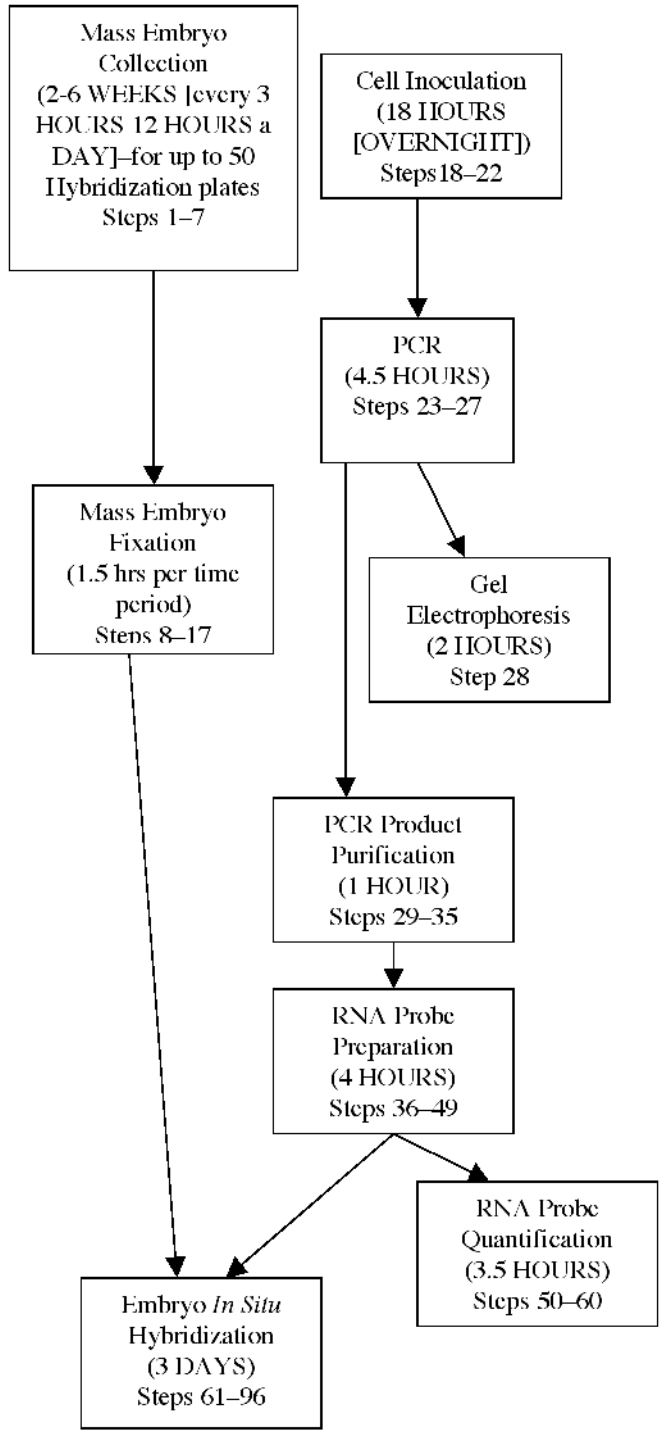 Mass Embryo
Collection
(2-6 WEEKS [every 3
HOURS 12 HOURS a
DAY]–for up to 50
Hybridization plates
Steps 1–7
Cell Inoculation
(18 HOURS
[OVERNIGHT])
Steps18–22
PCR
(4.5 HOURS)
Steps 23–27
Mass Embryo
Fixation
(1.5 hrs per time
period)
Steps 8–17
Gel
Electrophoresis
(2 HOURS)
Step 28
PCR Product
Purification
(1 HOUR)
Steps 29–35
RNA Probe
Preparation
(4 HOURS)
Steps 36–49
RNA Probe
Quantification
(3.5 HOURS)
Steps 50–60
Embryo In Situ
Hybridization
(3 DAYS)
Steps 61–96